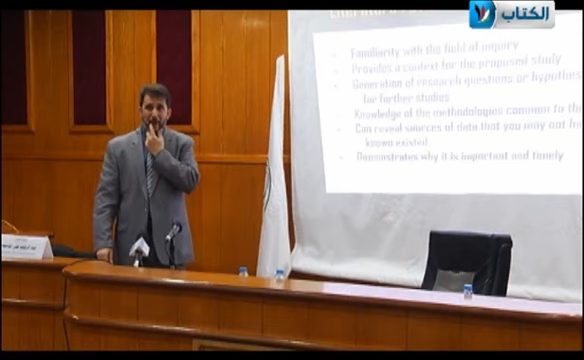 الكتاب
Familiarity with the field of inquiry
Provides a context for the proposed study
Generation of research questions or hypothes
for further studies
Knowledge of the methodologies common to the
Can reveal sources of data that you may not
known existed
Demonstrates why it is important and timely